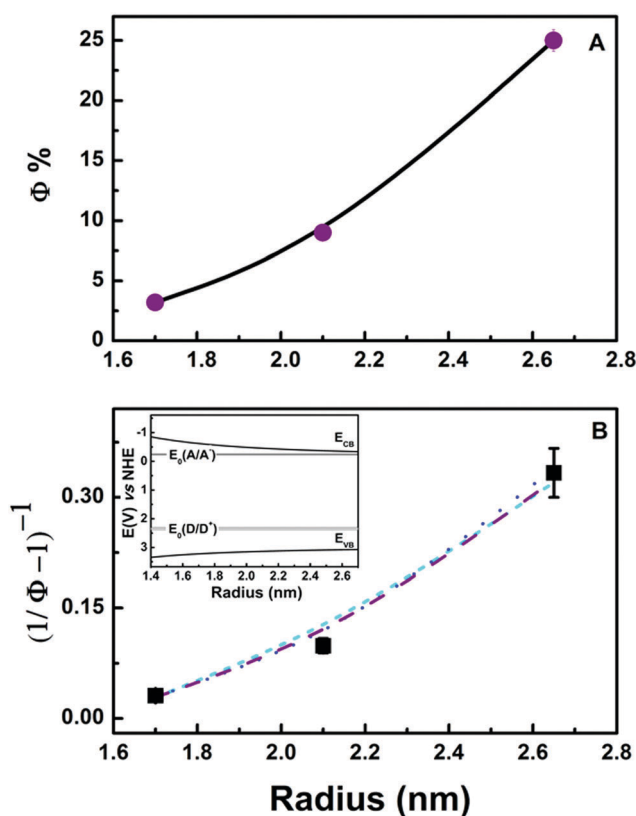 A
25
20
15
10
5
0
Φ %
1.6 1.8 2.0 2.2 2.4 2.6 2.8
B
0.30
0.15
0.00
(1/Φ−1)⁻¹
-1
0
1
2
3
E(V) vs NHE
E_CB
E₀(A/A⁻)
E₀(D/D⁺)
E_VB
1.4 1.6 1.8 2.0 2.2 2.4 2.6
Radius (nm)
1.6 1.8 2.0 2.2 2.4 2.6 2.8
Radius (nm)